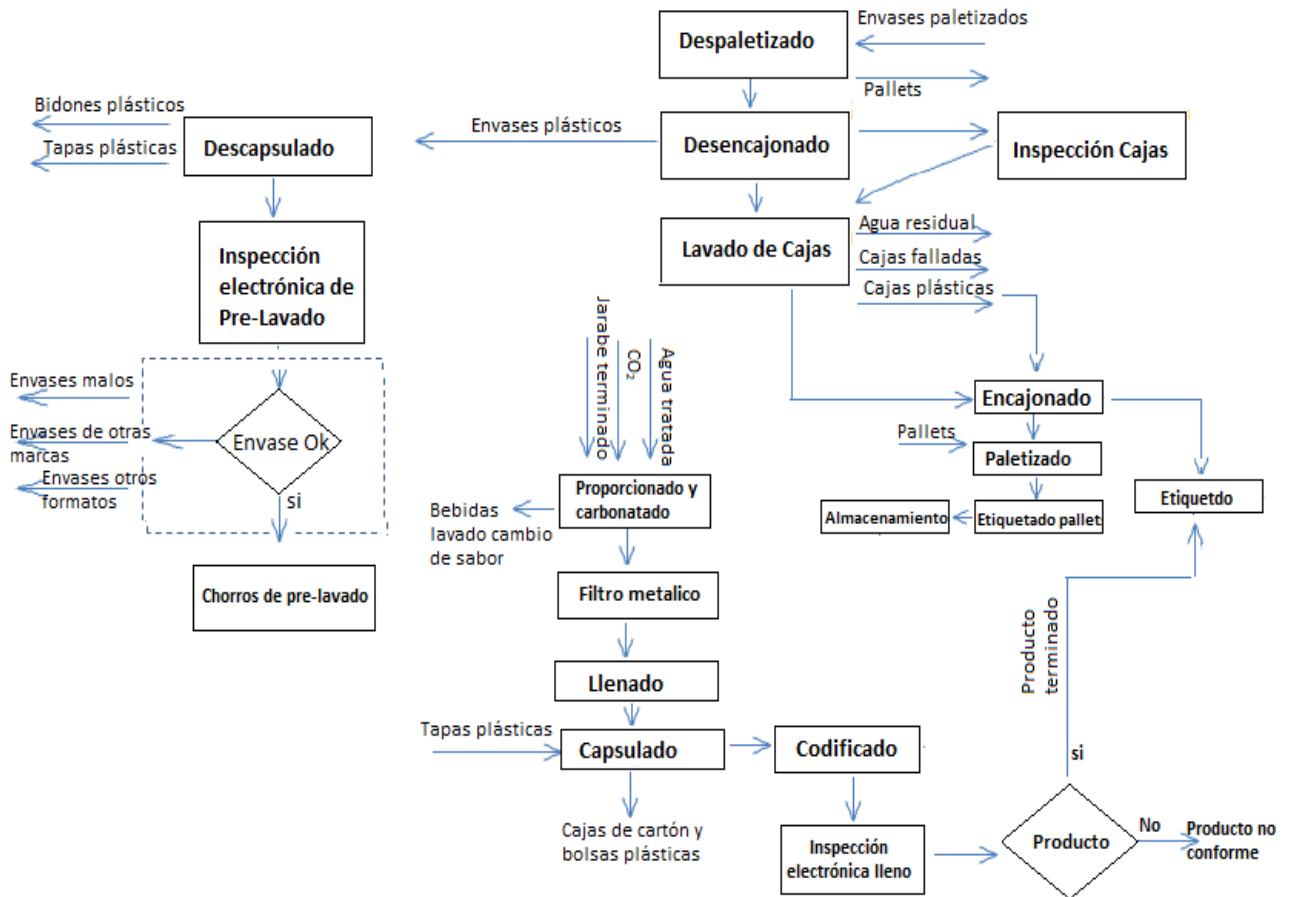 Envases paletizados
Despaletizado
Pallets
Bidones plásticos
Tapas plásticas
Descapsulado
Envases plásticos
Desencajonado
Inspección Cajas
Inspección
electrónica de
Pre-Lavado
Lavado de Cajas
Agua residual
Cajas falladas
Cajas plásticas
Jarabe terminado
CO₂
Agua tratada
Envases malos
Envases de otras
marcas
Envases otros
formatos
Envase Ok
si
Chorros de pre-lavado
Encajonado
Pallets
Paletizado
Almacenamiento
Etiquetado pallets
Etiquetdo
Proporcionado y
carbonatado
Bebidas
lavado cambio
de sabor
Filtro metalico
Llenado
Tapas plásticas
Capsulado
Codificado
Cajas de cartón y
bolsas plásticas
Inspección
electrónica lleno
Producto
terminado
si
Producto
No
Producto no
conforme